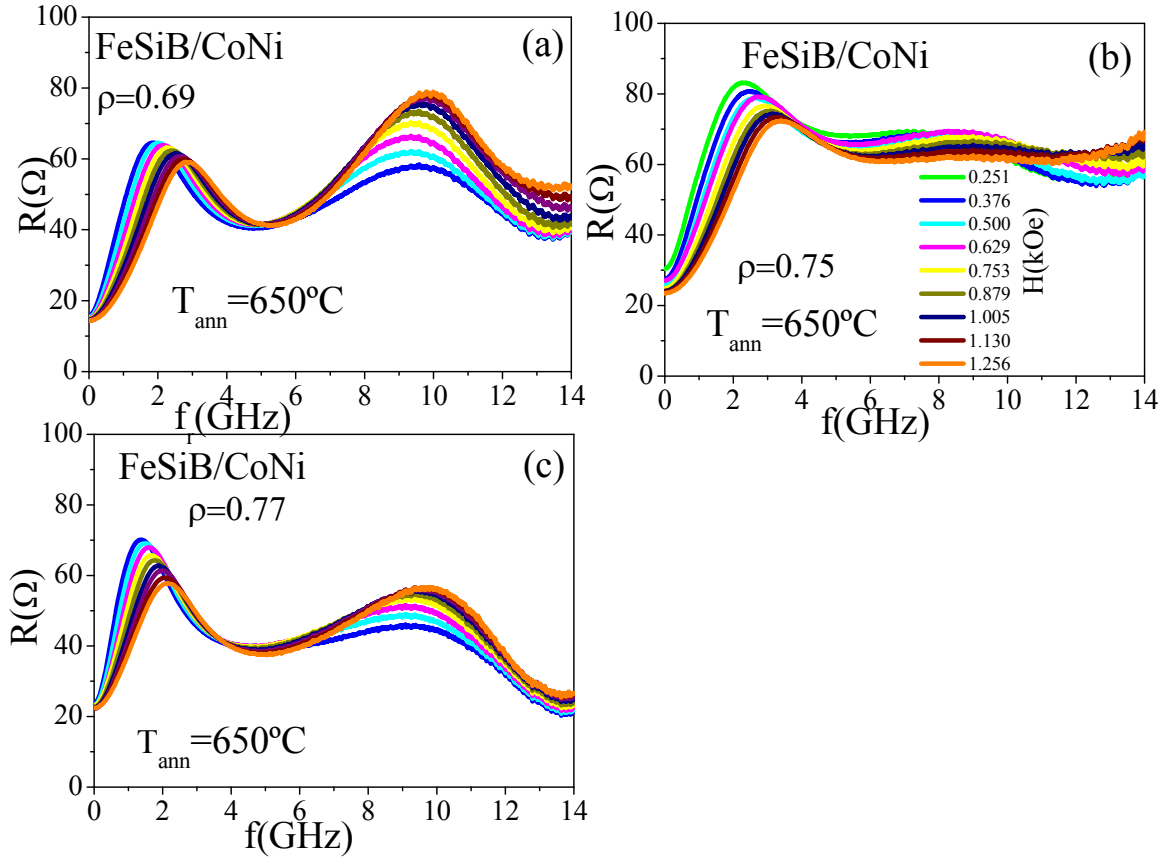 100
80
60
40
20
0
R(Ω)
FeSiB/CoNi
(a)
ρ=0.69
Tann=650ºC
0 2 4 6 8 10 12 14
fr(GHz)
100
80
60
40
20
0
R(Ω)
FeSiB/CoNi
(b)
ρ=0.75
Tann=650ºC
0.251
0.376
0.500
0.629
0.753
0.879
1.005
1.130
1.256
H(kOe)
0 2 4 6 8 10 12 14
f(GHz)
100
80
60
40
20
0
R(Ω)
FeSiB/CoNi
(c)
ρ=0.77
Tann=650ºC
0 2 4 6 8 10 12 14
f(GHz)